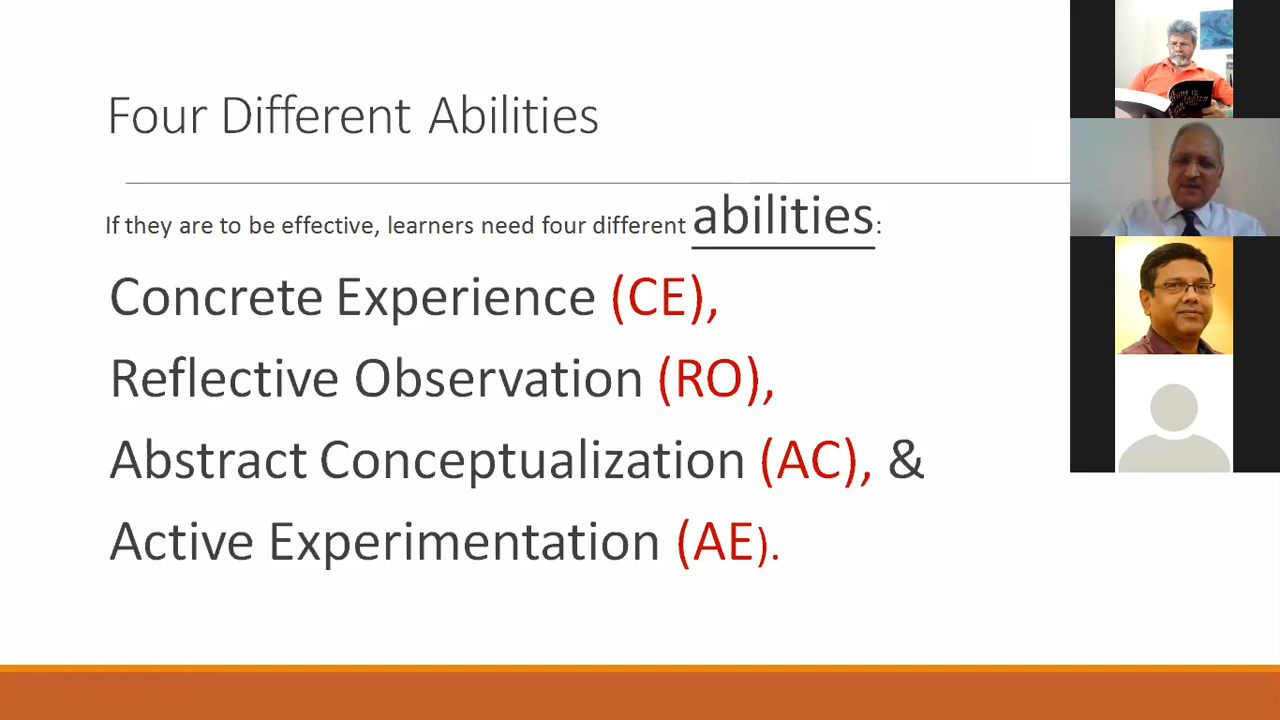 Four Different Abilities
If they are to be effective, learners need four different abilities:
Concrete Experience (CE),
Reflective Observation (RO),
Abstract Conceptualization (AC), &
Active Experimentation (AE).